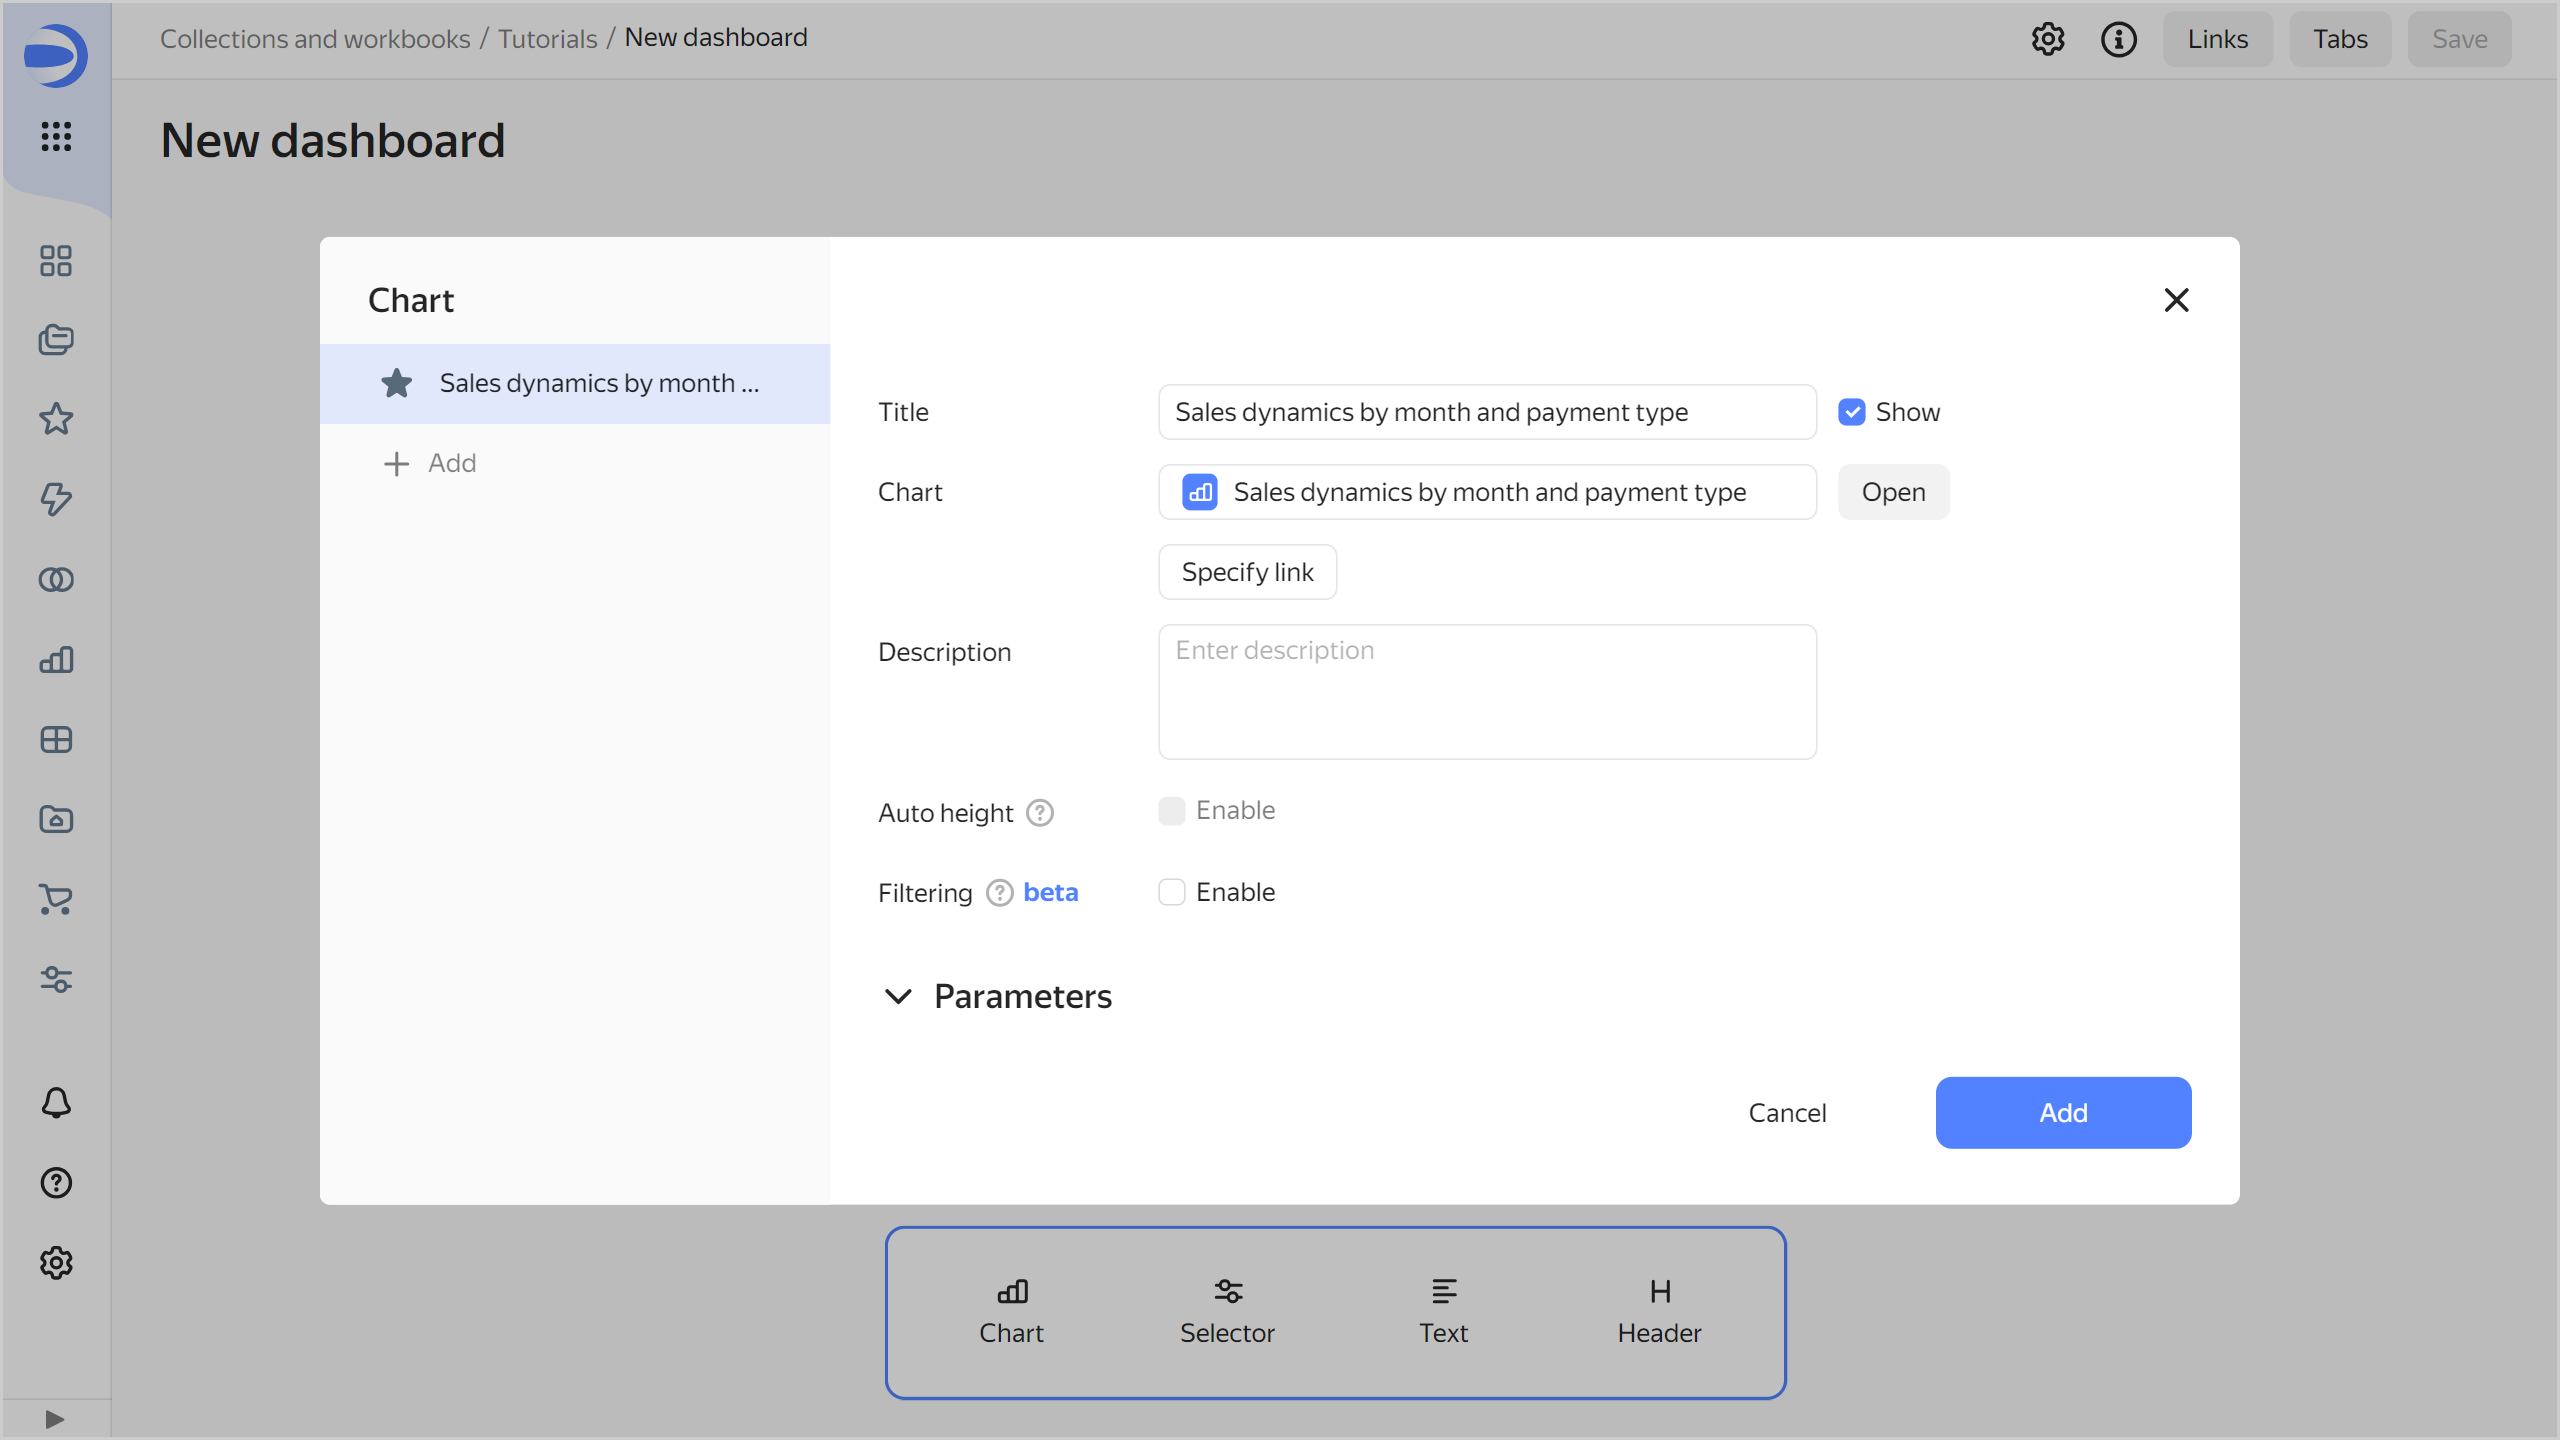 Collections and workbooks / Tutorials / New dashboard
Links
Tabs
Save
New dashboard
Chart
Sales dynamics by month ...
Add
Title
Sales dynamics by month and payment type
Show
Chart
Sales dynamics by month and payment type
Open
Specify link
Description
Enter description
Auto height
Enable
Filtering
beta
Enable
Parameters
Cancel
Add
Chart
Selector
Text
Header